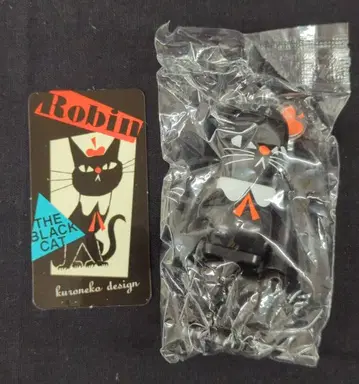 Robin
THE
BLACK
CAT
kuroneko design